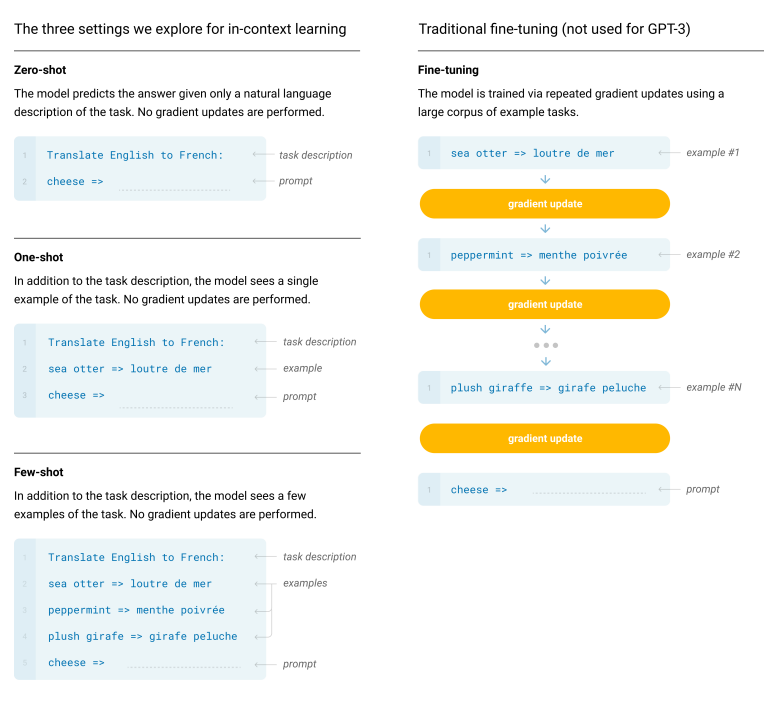 The three settings we explore for in-context learning
Zero-shot
The model predicts the answer given only a natural language
description of the task. No gradient updates are performed.
1 Translate English to French: task description
2 cheese => prompt
One-shot
In addition to the task description, the model sees a single
example of the task. No gradient updates are performed.
1 Translate English to French: task description
2 sea otter => loutre de mer example
3 cheese => prompt
Few-shot
In addition to the task description, the model sees a few
examples of the task. No gradient updates are performed.
1 Translate English to French: task description
2 sea otter => loutre de mer examples
3 peppermint => menthe poivrée
4 plush girafe => girafe peluche
5 cheese => prompt
Traditional fine-tuning (not used for GPT-3)
Fine-tuning
The model is trained via repeated gradient updates using a
large corpus of example tasks.
1 sea otter => loutre de mer example #1
gradient update
1 peppermint => menthe poivrée example #2
gradient update
1 plush giraffe => girafe peluche example #N
gradient update
1 cheese => prompt